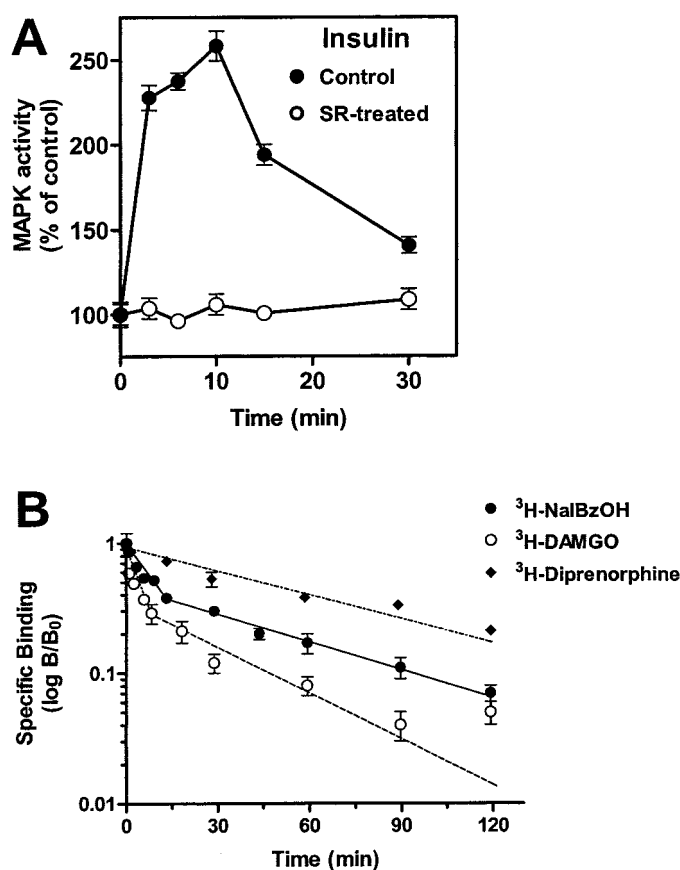 A
Insulin
Control
SR-treated
MAPK activity
(% of control)
250
200
150
100
0
10
20
30
Time (min)
B
³H-NalBzOH
³H-DAMGO
³H-Diprenorphine
Specific Binding
(log B/B₀)
1
0.1
0.01
0
30
60
90
120
Time (min)